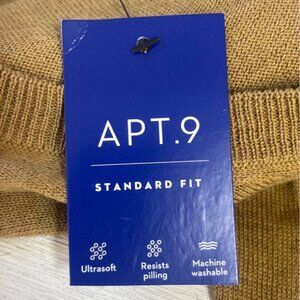 APT.9
STANDARD FIT
Ultrasoft
Resists
pilling
Machine
washable